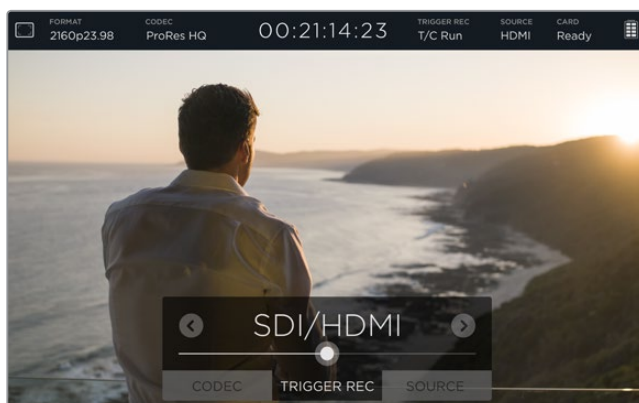 FORMAT
2160p23.98
CODEC
ProRes HQ
00:21:14:23
TRIGGER REC
T/C Run
SOURCE
HDMI
CARD
Ready
SDI/HDMI
CODEC
TRIGGER REC
SOURCE